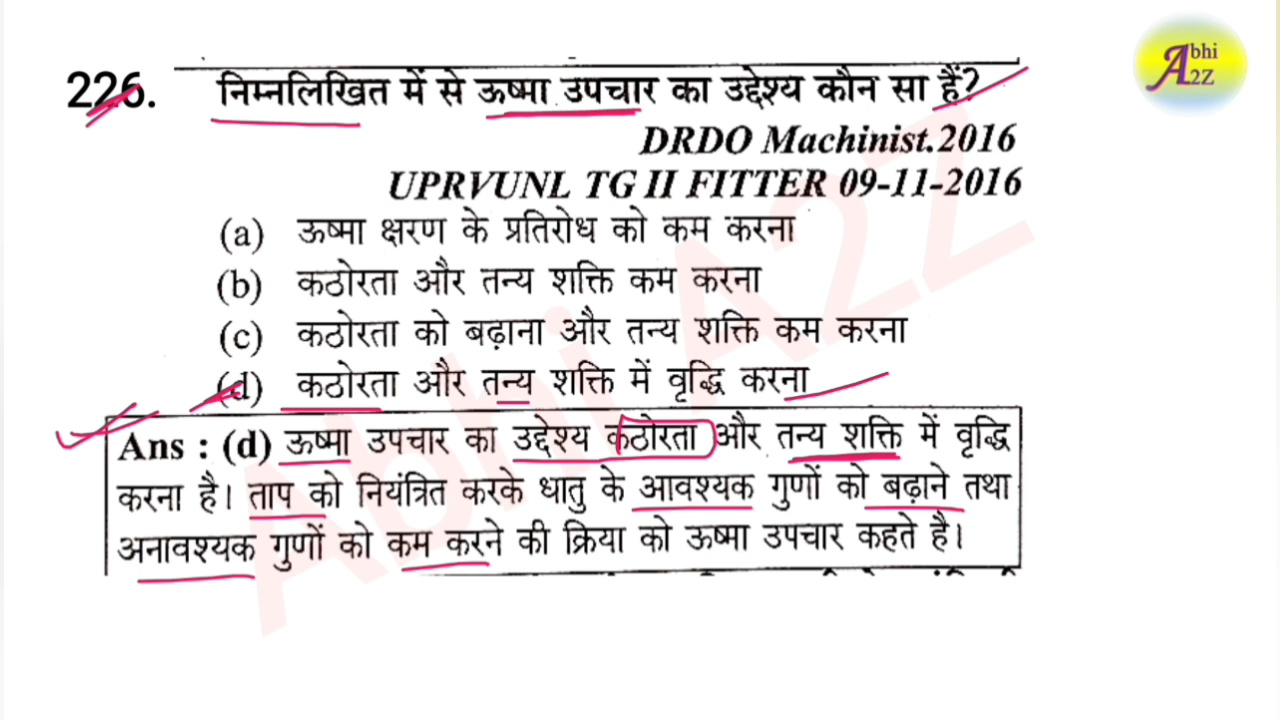 Abhi
A2Z
226. निम्नलिखित में से ऊष्मा उपचार का उद्देश्य कौन सा हैं?
DRDO Machinist.2016
UPRVUNL TG II FITTER 09-11-2016
(a) ऊष्मा क्षरण के प्रतिरोध को कम करना
(b) कठोरता और तन्य शक्ति कम करना
(c) कठोरता को बढ़ाना और तन्य शक्ति कम करना
(d) कठोरता और तन्य शक्ति में वृद्धि करना
Ans : (d) ऊष्मा उपचार का उद्देश्य कठोरता और तन्य शक्ति में वृद्धि
करना है। ताप को नियंत्रित करके धातु के आवश्यक गुणों को बढ़ाने तथा
अनावश्यक गुणों को कम करने की क्रिया को ऊष्मा उपचार कहते है।
Abhi A2Z